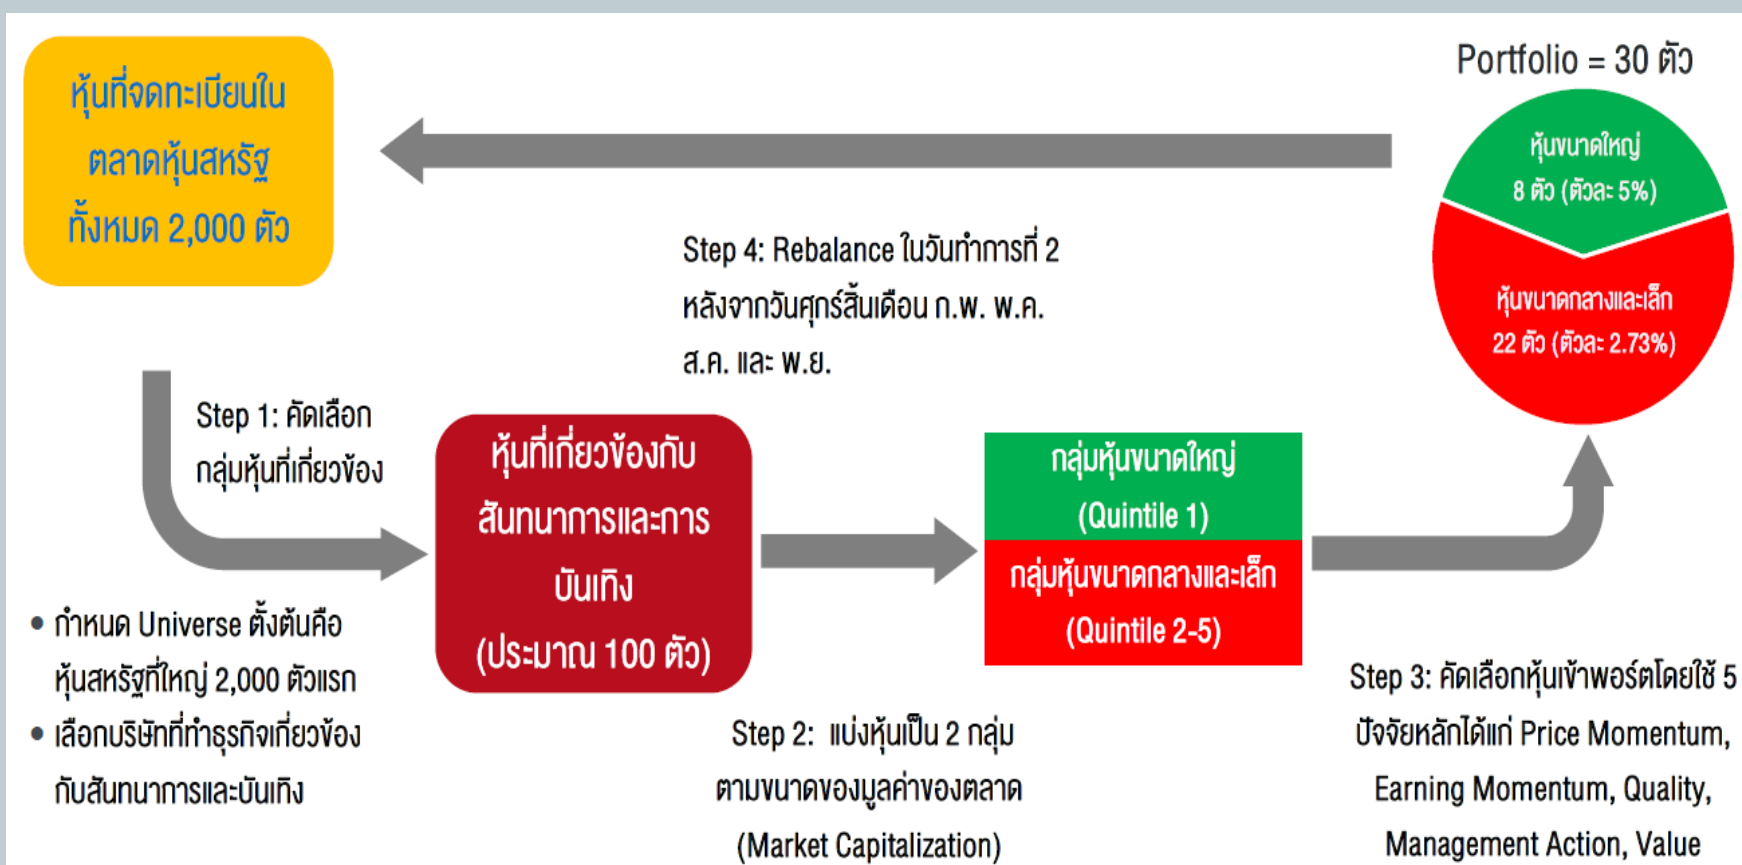 หุ้นที่จดทะเบียนใน
ตลาดหุ้นสหรัฐ
ทั้งหมด 2,000 ตัว
Portfolio = 30 ตัว
หุ้นขนาดใหญ่
8 ตัว (ตัวละ 5%)
หุ้นขนาดกลางและเล็ก
22 ตัว (ตัวละ 2.73%)
Step 4: Rebalance ในวันทำการที่ 2
หลังจากวันศุกร์สิ้นเดือน ก.พ. พ.ค.
ส.ค. และ พ.ย.
Step 1: คัดเลือก
กลุ่มหุ้นที่เกี่ยวข้อง
หุ้นที่เกี่ยวข้องกับ
สันทนาการและการ
บันเทิง
(ประมาณ 100 ตัว)
กลุ่มหุ้นขนาดใหญ่
(Quintile 1)
กลุ่มหุ้นขนาดกลางและเล็ก
(Quintile 2-5)
• กำหนด Universe ตั้งต้นคือ
หุ้นสหรัฐที่ใหญ่ 2,000 ตัวแรก
• เลือกบริษัทที่ทำธุรกิจเกี่ยวข้อง
กับสันทนาการและบันเทิง
Step 2: แบ่งหุ้นเป็น 2 กลุ่ม
ตามขนาดของมูลค่าของตลาด
(Market Capitalization)
Step 3: คัดเลือกหุ้นเข้าพอร์ตโดยใช้ 5
ปัจจัยหลักได้แก่ Price Momentum,
Earning Momentum, Quality,
Management Action, Value